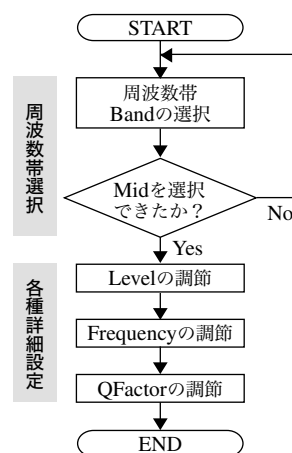 START
周波数帯
Bandの選択
周波数帯選択
Midを選択
できたか？
No
Yes
各種詳細設定
Levelの調節
Frequencyの調節
QFactorの調節
END